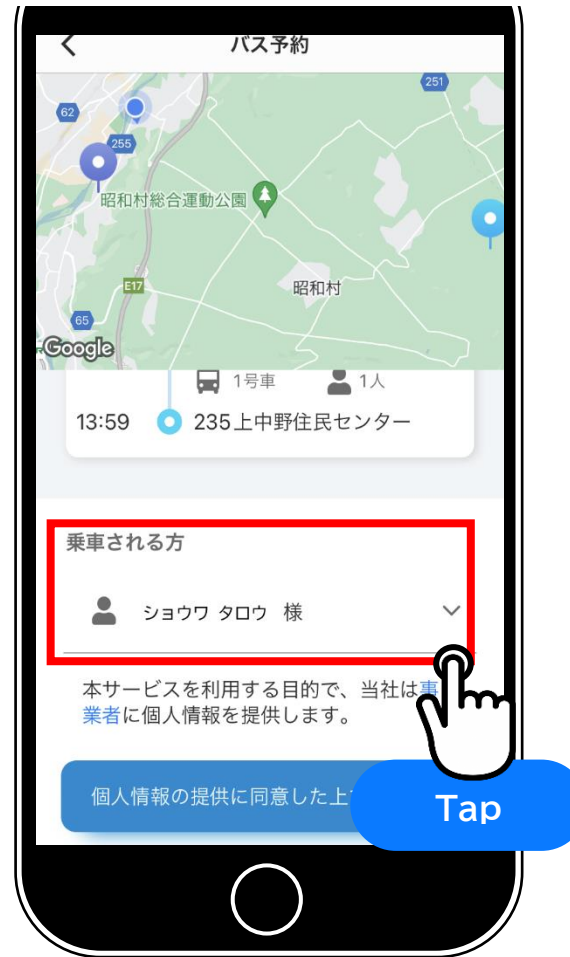 バス予約
251
62
255
昭和村総合運動公園
E17
昭和村
65
Google
1号車 1人
13:59 235上中野住民センター
乗車される方
ショウワ タロウ 様
本サービスを利用する目的で、当社は事
業者に個人情報を提供します。
個人情報の提供に同意した上
Tap